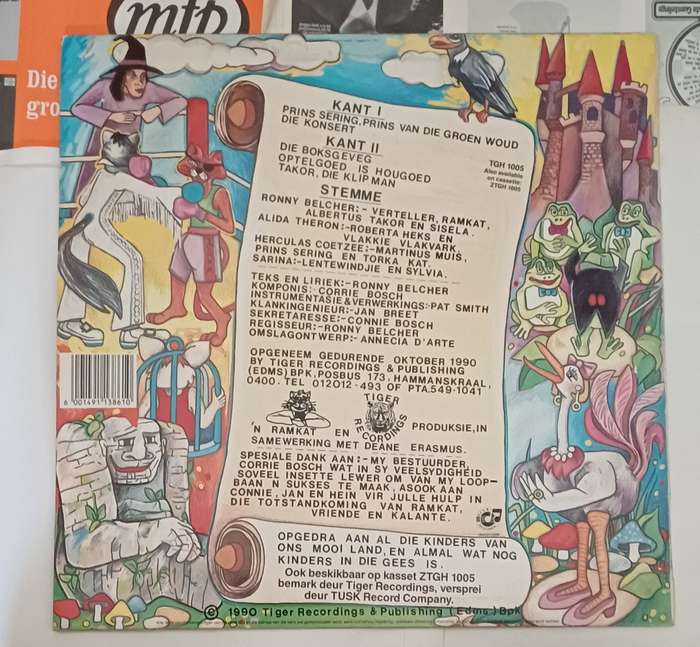 mtp
Die
gro
KANT I
PRINS SERING, PRINS VAN DIE GROEN WOUD
DIE KONSERT
KANT II
DIE BOKSGEVEG
OPTELGOED IS HOUGOED
TAKOR, DIE KLIP MAN
TGH 1005
Also available
on cassette:
ZTGH 1005
STEMME
RONNY BELCHER:- VERTELLER, RAMKAT,
ALBERTUS TAKOR EN SISELA.
ALIDA THERON:-ROBERTA HEKS EN
VLAKKIE VLAKVARK.
HERCULAS COETZEE:-MARTINUS MUIS,
PRINS SERING EN TORKA KAT.
SARINA:-LENTEWINDJIE EN SYLVIA.
TEKS EN LIRIEK:-RONNY BELCHER
KOMPONIS:-CORRIE BOSCH
INSTRUMENTASIE&VERWERKINGS:-PAT SMITH
KLANKINGENIEUR:-JAN BREET
SEKRETARESSE:-CONNIE BOSCH
REGISSEUR:-RONNY BELCHER
OMSLAGONTWERP:-ANNECIA D'ARTE
OPGENEEM GEDURENDE OKTOBER 1990
BY TIGER RECORDINGS & PUBLISHING
(EDMS) BPK. POSBUS 173, HAMMANSKRAAL,
0400. TEL 012012-493 OF PTA. 549-1041
6 001491 138610
TIGER
RECORDINGS
'N RAMKAT EN PRODUKSIE, IN
SAMEWERKING MET DEANE ERASMUS.
SPESIALE DANK AAN:-MY BESTUURDER,
CORRIE BOSCH WAT IN SY VEELSYDIGHEID
SOVEEL INSETTE LEWER OM VAN MY LOOP-
BAAN N SUKSES TE MAAK, ASOOK AAN
CONNIE, JAN EN HEIN VIR JULLE HULP IN
DIE TOTSTANDKOMING VAN RAMKAT,
VRIENDE EN KALANTE.
OPGEDRA AAN AL DIE KINDERS VAN
ONS MOOI LAND, EN ALMAL WAT NOG
KINDERS IN DIE GEES IS.
Ook beskikbaar op kasset ZTGH 1005
bemark deur Tiger Recordings, versprei
deur TUSK Record Company.
© 1990 Tiger Recordings & Publishing (Edms) Bpk